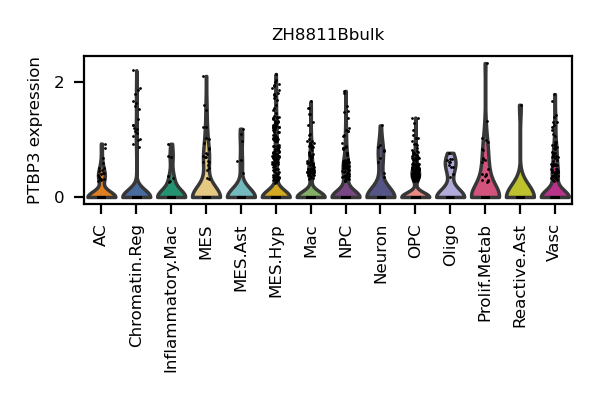 ZH8811Bbulk
PTBP3 expression
2
0
AC
Chromatin.Reg
Inflammatory.Mac
MES
MES.Ast
MES.Hyp
Mac
NPC
Neuron
OPC
Oligo
Prolif.Metab
Reactive.Ast
Vasc